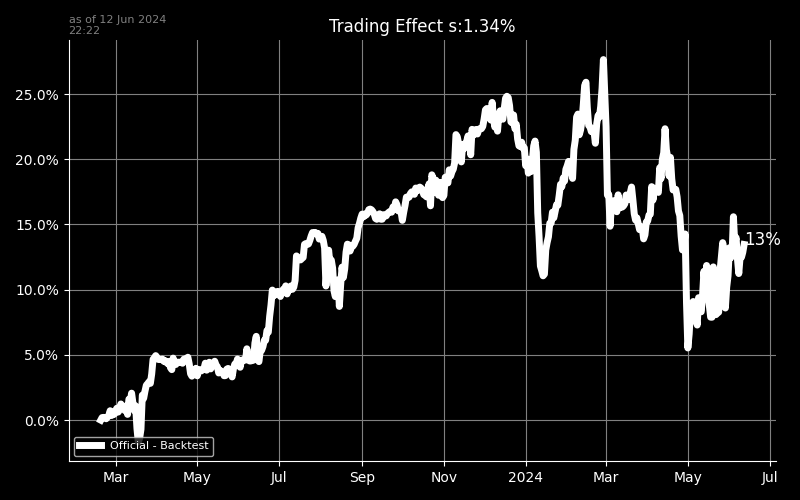 as of 12 Jun 2024
22:22
Trading Effect s:1.34%
25.0%
20.0%
15.0%
10.0%
5.0%
0.0%
13%
Official - Backtest
Mar May Jul Sep Nov 2024 Mar May Jul